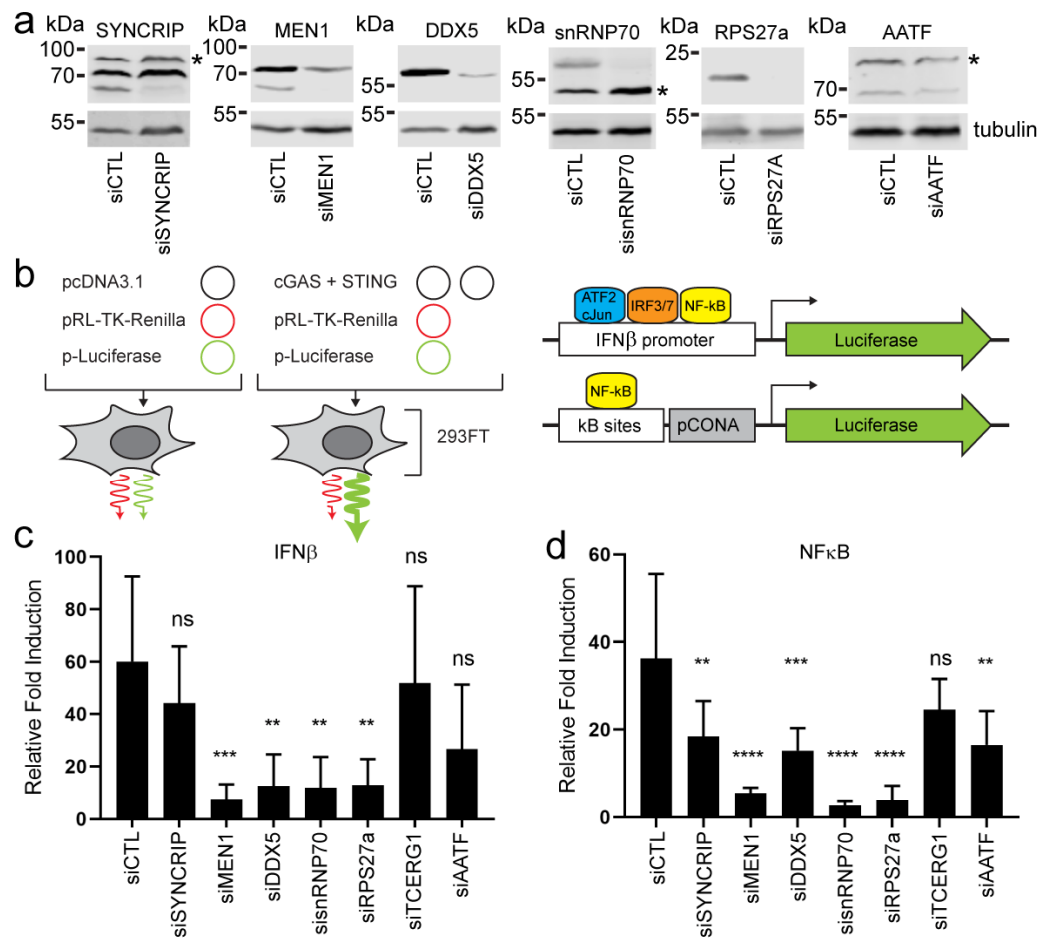 a
kDa SYNCRIP kDa MEN1 kDa DDX5 kDa snRNP70 kDa RPS27a kDa AATF
70 * 55
70 55
55
55 * 55
25 55
70 * 55 tubulin
siCTL siSYNCRIP siCTL siMEN1 siCTL siDDX5 siCTL sisnRNP70 siCTL siRPS27A siCTL siAATF
b
pcDNA3.1 cGAS + STING
pRL-TK-Renilla pRL-TK-Renilla
p-Luciferase p-Luciferase
293FT
ATF2 cJun IRF3/7 NF-kB
IFNβ promoter Luciferase
NF-kB
kB sites pCONA Luciferase
c
IFNβ
Relative Fold Induction
100
80
60
40
20
0
ns *** ** ** ** ns ns
siCTL siSYNCRIP siMEN1 siDDX5 sisnRNP70 siRPS27a siTCERG1 siAATF
d
NFκB
Relative Fold Induction
60
40
20
0
** **** *** **** **** ns **
siCTL siSYNCRIP siMEN1 siDDX5 sisnRNP70 siRPS27a siTCERG1 siAATF